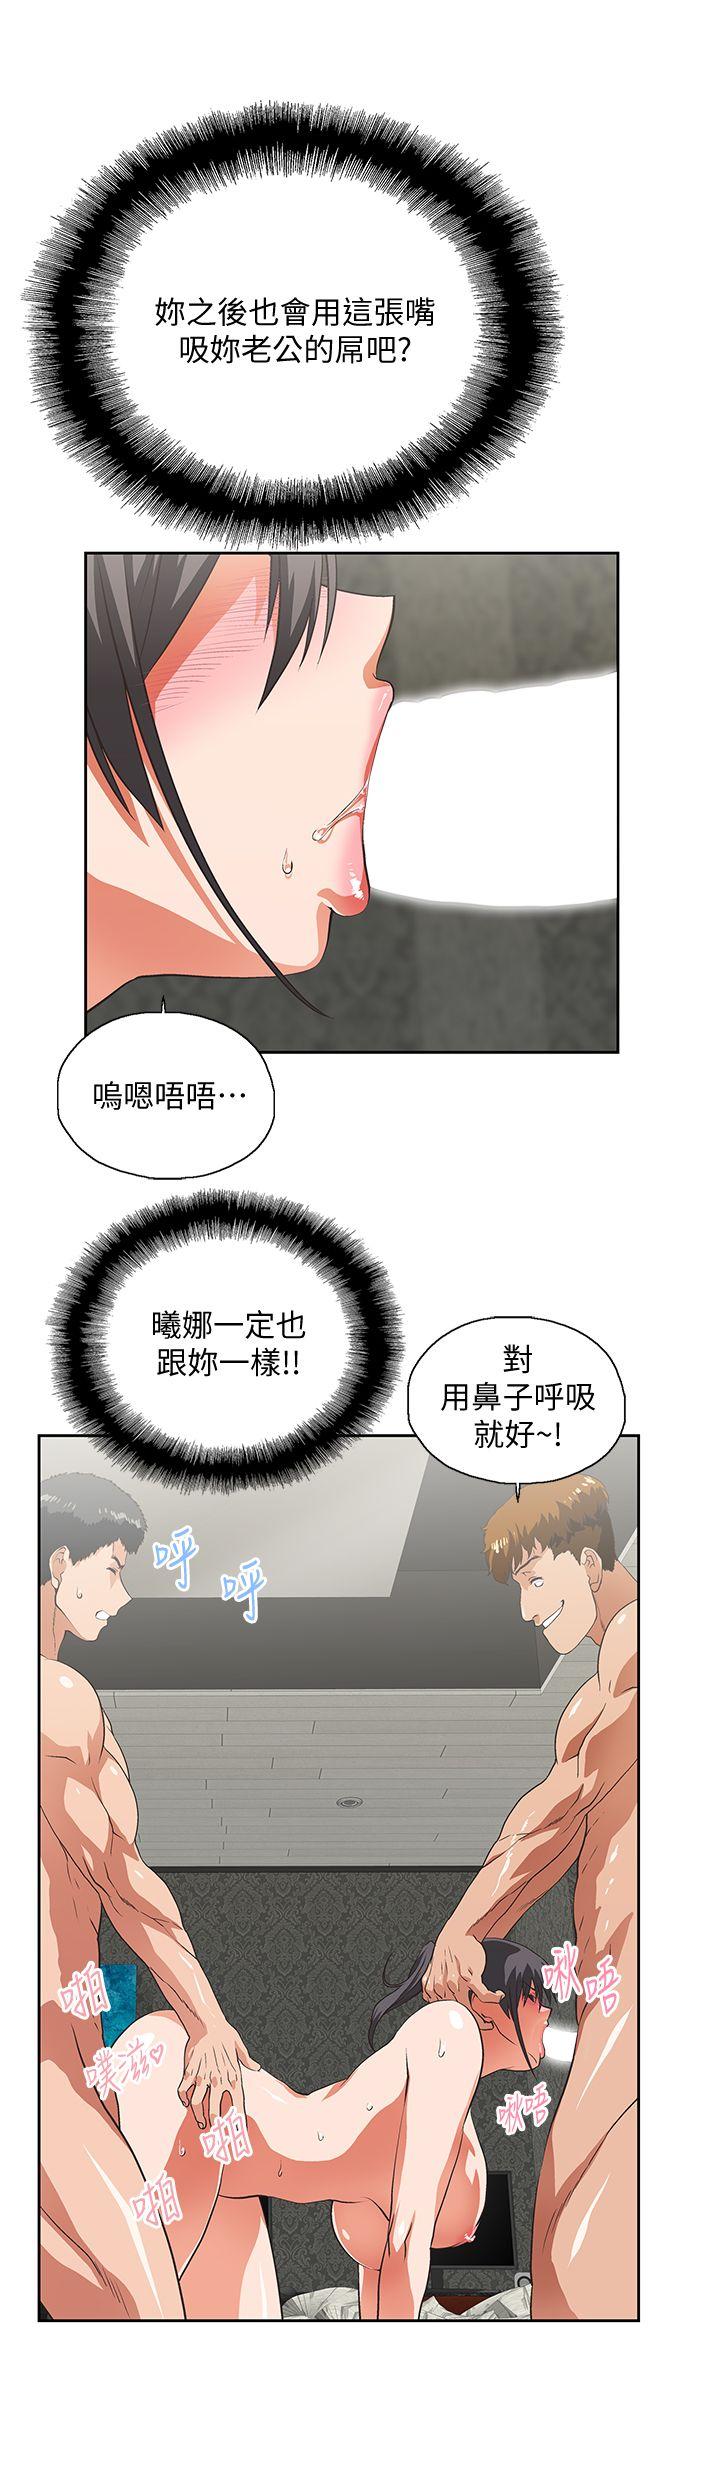 妳之後也會用這張嘴
吸妳老公的屌吧?
嗚嗯唔唔…
曦娜一定也
跟妳一樣!!
對
用鼻子呼吸
就好~!
呼
呼
啾唔
啪
噗滋♡
啾唔
啪
啪